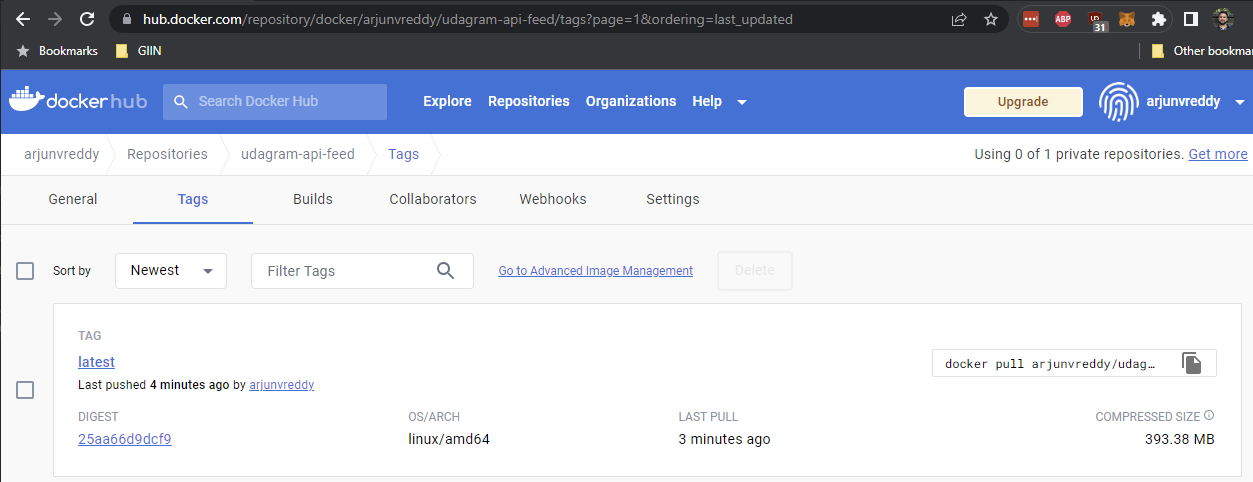 hub.docker.com/repository/docker/arjunvreddy/udagram-api-feed/tags?page=1&ordering=last_updated
ABP
31
Bookmarks GIIN Other bookmar
dockerhub Search Docker Hub Explore Repositories Organizations Help Upgrade arjunvreddy
arjunvreddy Repositories udagram-api-feed Tags Using 0 of 1 private repositories. Get more
General Tags Builds Collaborators Webhooks Settings
Sort by Newest Filter Tags Go to Advanced Image Management Delete
TAG
latest docker pull arjunvreddy/udag…
Last pushed 4 minutes ago by arjunvreddy
DIGEST OS/ARCH LAST PULL COMPRESSED SIZE
25aa66d9dcf9 linux/amd64 3 minutes ago 393.38 MB